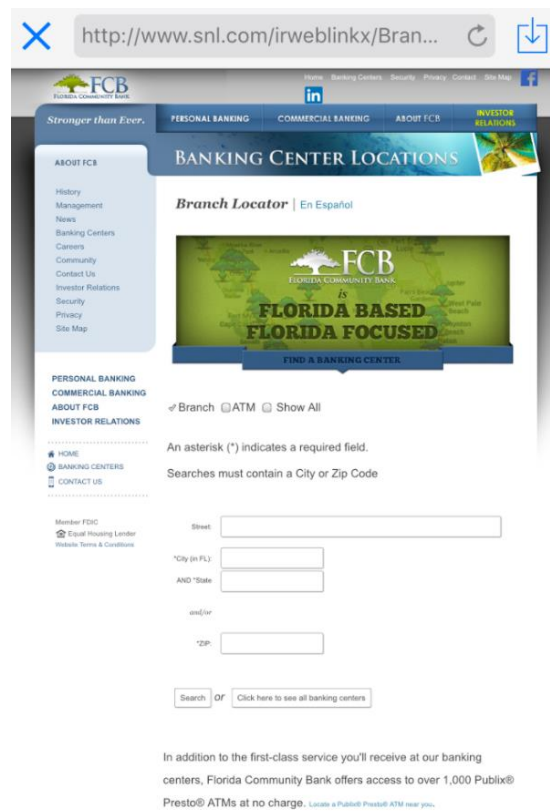 http://www.snl.com/irweblinkx/Bran...
FCB
FLORIDA COMMUNITY BANK
Home Banking Centers Security Privacy Contact Site Map
f
in
Stronger than Ever.
PERSONAL BANKING
COMMERCIAL BANKING
ABOUT FCB
INVESTOR
RELATIONS
BANKING CENTER LOCATIONS
ABOUT FCB
History
Management
News
Banking Centers
Careers
Community
Contact Us
Investor Relations
Security
Privacy
Site Map
PERSONAL BANKING
COMMERCIAL BANKING
ABOUT FCB
INVESTOR RELATIONS
HOME
BANKING CENTERS
CONTACT US
Member FDIC
Equal Housing Lender
Website Terms & Conditions
Branch Locator | En Español
FCB
FLORIDA COMMUNITY BANK
is
FLORIDA BASED
FLORIDA FOCUSED
West Palm
Beach
FIND A BANKING CENTER
Branch ATM Show All
An asterisk (*) indicates a required field.
Searches must contain a City or Zip Code
Street:
*City (in FL):
AND *State
and/or
*ZIP:
Search or Click here to see all banking centers
In addition to the first-class service you'll receive at our banking
centers, Florida Community Bank offers access to over 1,000 Publix®
Presto® ATMs at no charge. Locate a Publix® Presto® ATM near you.